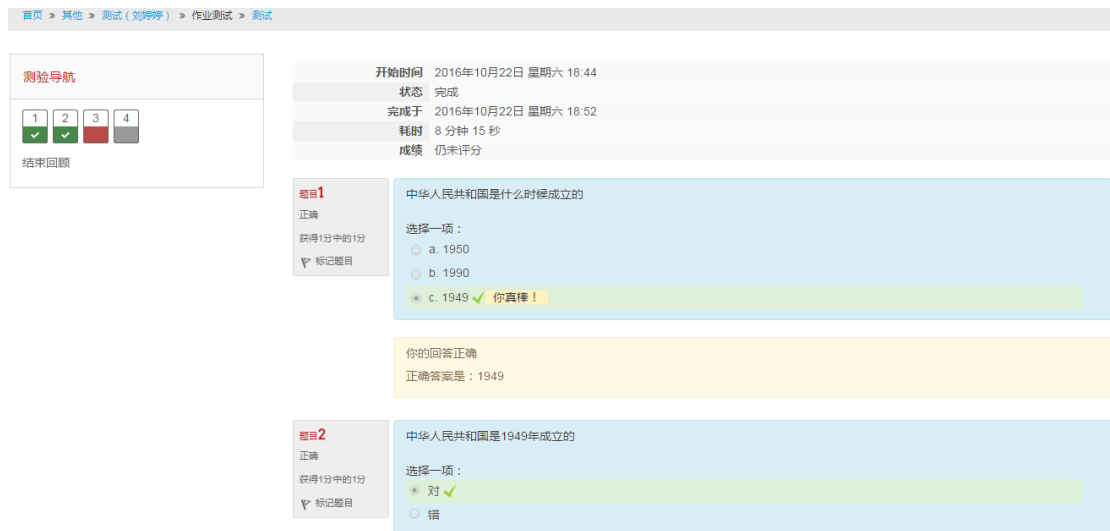 首页 » 其他 » 测试（刘婷婷） » 作业测试 » 测试
测验导航
1 2 3 4
结束回顾
开始时间 2016年10月22日 星期六 18:44
状态 完成
完成于 2016年10月22日 星期六 18:52
耗时 8 分钟 15 秒
成绩 仍未评分
题目1
正确
获得1分中的1分
标记题目
中华人民共和国是什么时候成立的
选择一项：
a. 1950
b. 1990
c. 1949 你真棒！
你的回答正确
正确答案是：1949
题目2
正确
获得1分中的1分
标记题目
中华人民共和国是1949年成立的
选择一项：
对
错